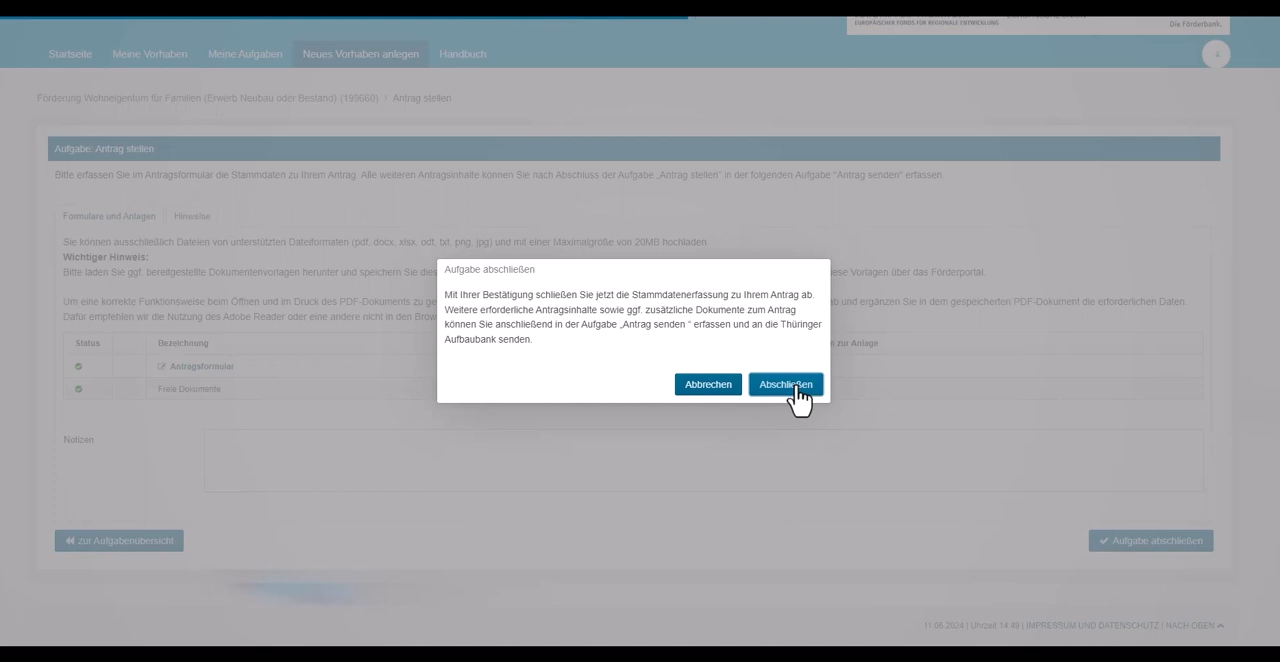 EUROPÄISCHER FONDS FÜR REGIONALE ENTWICKLUNG
Die Förderbank.
Startseite Meine Vorhaben Meine Aufgaben Neues Vorhaben anlegen Handbuch
Förderung Wohneigentum für Familien (Erwerb Neubau oder Bestand) (199660) › Antrag stellen
Aufgabe: Antrag stellen
Bitte erfassen Sie im Antragsformular die Stammdaten zu Ihrem Antrag. Alle weiteren Antragsinhalte können Sie nach Abschluss der Aufgabe „Antrag stellen" in der folgenden Aufgabe "Antrag senden" erfassen.
Formulare und Anlagen Hinweise
Sie können ausschließlich Dateien von unterstützten Dateiformaten (pdf, docx, xlsx, odt, txt, png, jpg) und mit einer Maximalgröße von 20MB hochladen.
Wichtiger Hinweis:
Bitte laden Sie ggf. bereitgestellte Dokumentenvorlagen herunter und speichern Sie diese Vorlagen über das Förderportal.
Um eine korrekte Funktionsweise beim Öffnen und im Druck des PDF-Dokuments zu ab und ergänzen Sie in dem gespeicherten PDF-Dokument die erforderlichen Daten.
Dafür empfehlen wir die Nutzung des Adobe Reader oder eine andere nicht in den
Status Bezeichnung zur Anlage
Antragsformular
Freie Dokumente
Notizen
Aufgabe abschließen
Mit Ihrer Bestätigung schließen Sie jetzt die Stammdatenerfassung zu Ihrem Antrag ab.
Weitere erforderliche Antragsinhalte sowie ggf. zusätzliche Dokumente zum Antrag
können Sie anschließend in der Aufgabe „Antrag senden " erfassen und an die Thüringer
Aufbaubank senden.
Abbrechen Abschließen
zur Aufgabenübersicht Aufgabe abschließen
11.06.2024 | Uhrzeit 14:49 | IMPRESSUM UND DATENSCHUTZ | NACH OBEN